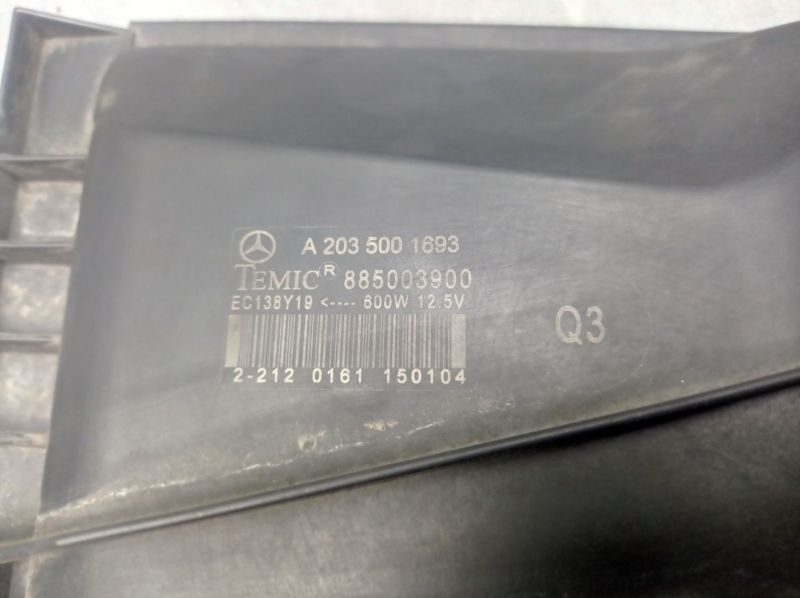 A 203 500 1693
TEMIC® 885003900
EC138Y19 <---- 600W 12.5V
2-212 0161 150104
Q3